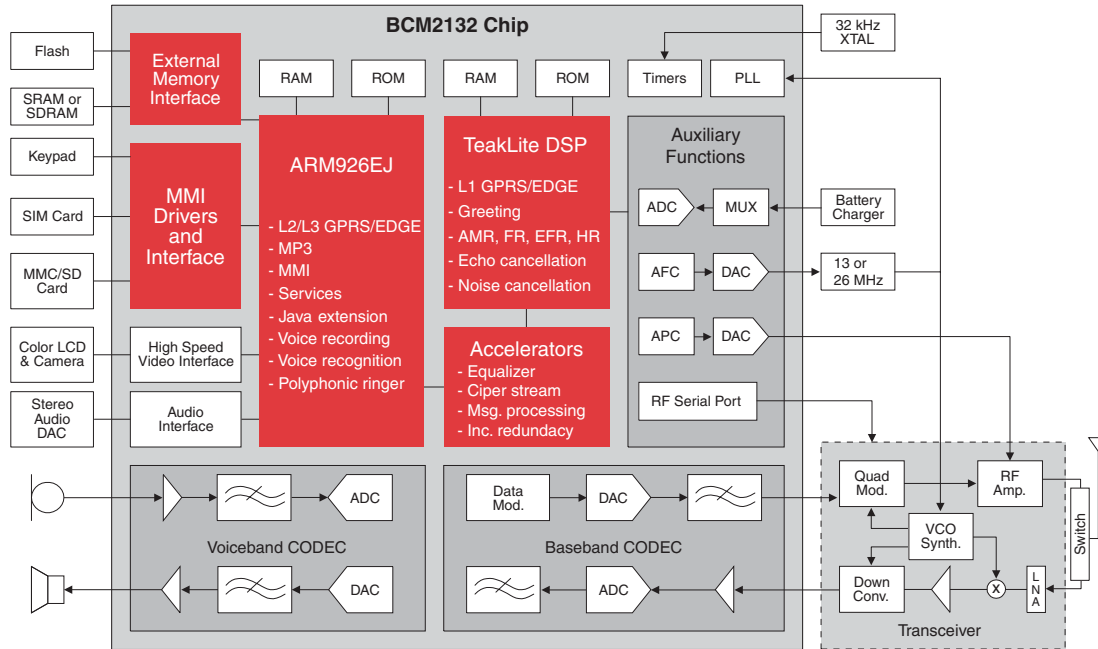 BCM2132 Chip
Flash
SRAM or
SDRAM
Keypad
SIM Card
MMC/SD
Card
Color LCD
& Camera
Stereo
Audio
DAC
External
Memory
Interface
MMI
Drivers
and
Interface
High Speed
Video Interface
Audio
Interface
RAM
ROM
RAM
ROM
Timers
PLL
32 kHz
XTAL
ARM926EJ
- L2/L3 GPRS/EDGE
- MP3
- MMI
- Services
- Java extension
- Voice recording
- Voice recognition
- Polyphonic ringer
TeakLite DSP
- L1 GPRS/EDGE
- Greeting
- AMR, FR, EFR, HR
- Echo cancellation
- Noise cancellation
Accelerators
- Equalizer
- Ciper stream
- Msg. processing
- Inc. redundacy
Auxiliary
Functions
ADC
MUX
Battery
Charger
AFC
DAC
13 or
26 MHz
APC
DAC
RF Serial Port
ADC
Voiceband CODEC
DAC
Data
Mod.
DAC
Baseband CODEC
ADC
Quad
Mod.
RF
Amp.
VCO
Synth.
Down
Conv.
X
LNA
Switch
Transceiver